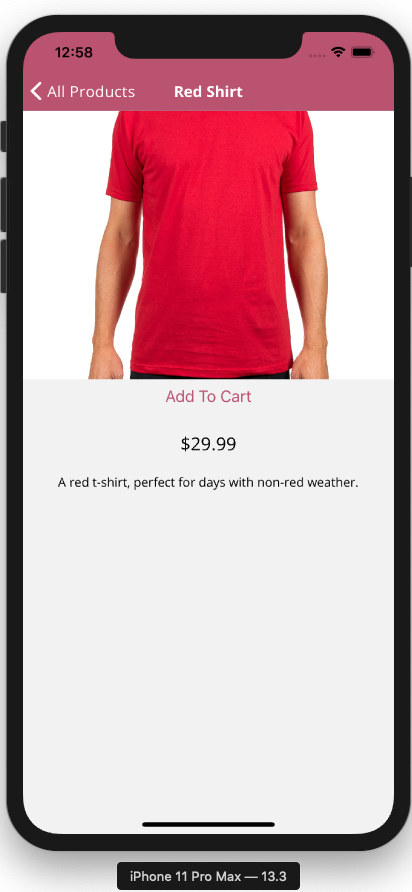 12:58
All Products
Red Shirt
Add To Cart
$29.99
A red t-shirt, perfect for days with non-red weather.
iPhone 11 Pro Max — 13.3